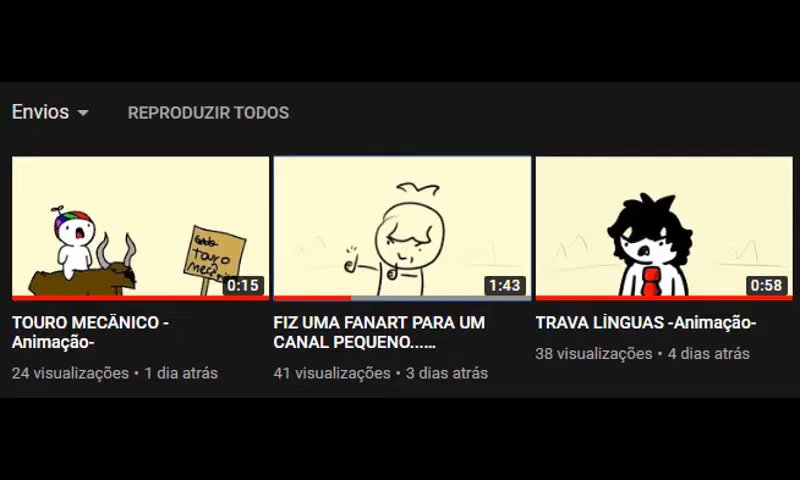 Envios REPRODUZIR TODOS
touro
mecâni
0:15
1:43
0:58
TOURO MECÂNICO -
Animação-
24 visualizações • 1 dia atrás
FIZ UMA FANART PARA UM
CANAL PEQUENO......
41 visualizações • 3 dias atrás
TRAVA LÍNGUAS -Animação-
38 visualizações • 4 dias atrás